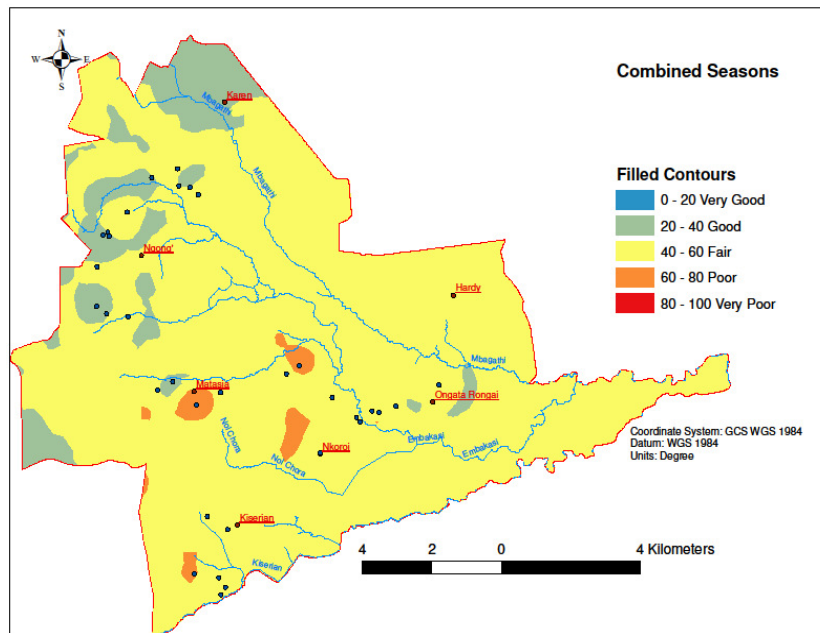 N
W E
S
Combined Seasons
Karen
Mbagathi
Mbagathi
Filled Contours
0 - 20 Very Good
20 - 40 Good
40 - 60 Fair
60 - 80 Poor
80 - 100 Very Poor
Ngong'
Hardy
Mbagathi
Matasia
Ongata Rongai
Nol Chora
Embakasi
Embakasi
Coordinate System: GCS WGS 1984
Datum: WGS 1984
Units: Degree
Nkoroi
Nol Chora
Kiserian
Kiserian
4 2 0 4 Kilometers